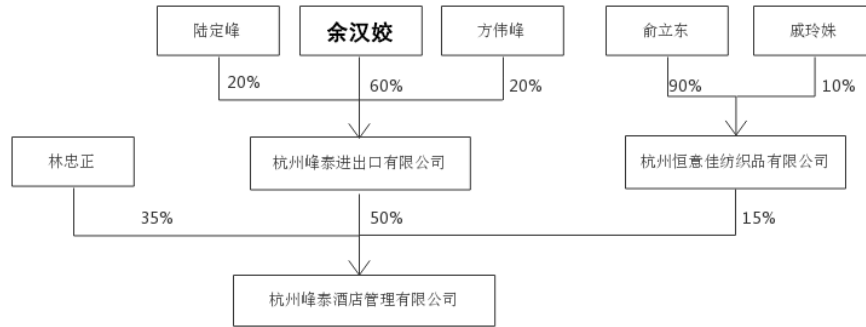 陆定峰
余汉姣
方伟峰
俞立东
戚玲姝
20%
60%
20%
90%
10%
林忠正
杭州峰泰进出口有限公司
杭州恒意佳纺织品有限公司
35%
50%
15%
杭州峰泰酒店管理有限公司